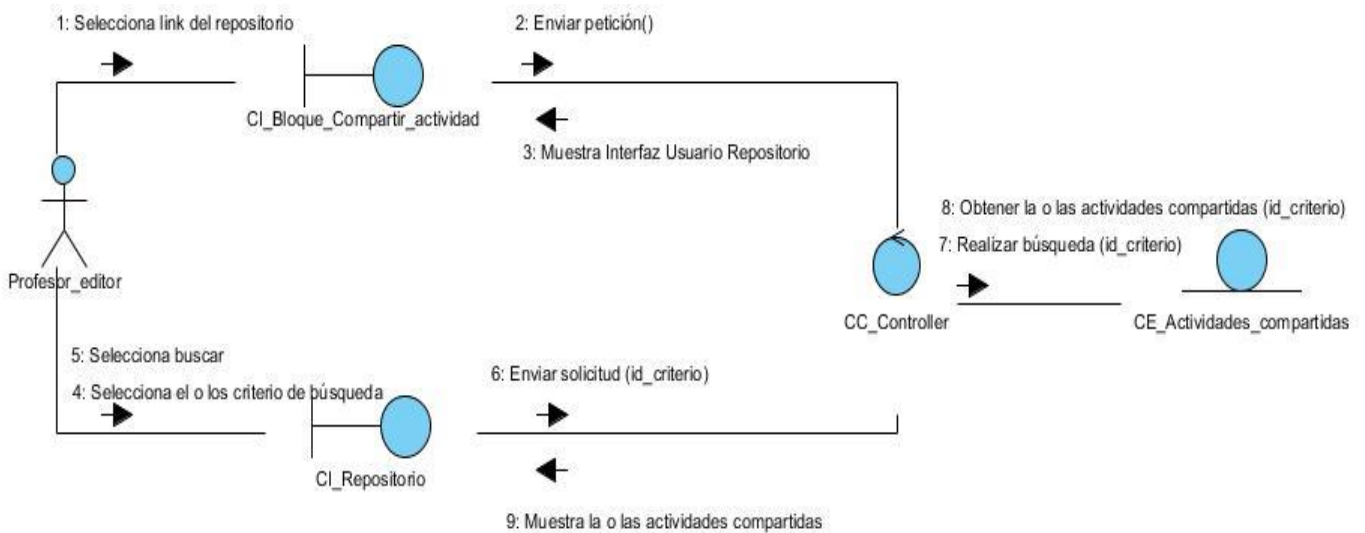 1: Selecciona link del repositorio
2: Enviar petición()
CI_Bloque_Compartir_actividad
3: Muestra Interfaz Usuario Repositorio
8: Obtener la o las actividades compartidas (id_criterio)
7: Realizar búsqueda (id_criterio)
Profesor_editor
CC_Controller
CE_Actividades_compartidas
5: Selecciona buscar
4: Selecciona el o los criterio de búsqueda
6: Enviar solicitud (id_criterio)
CI_Repositorio
9: Muestra la o las actividades compartidas